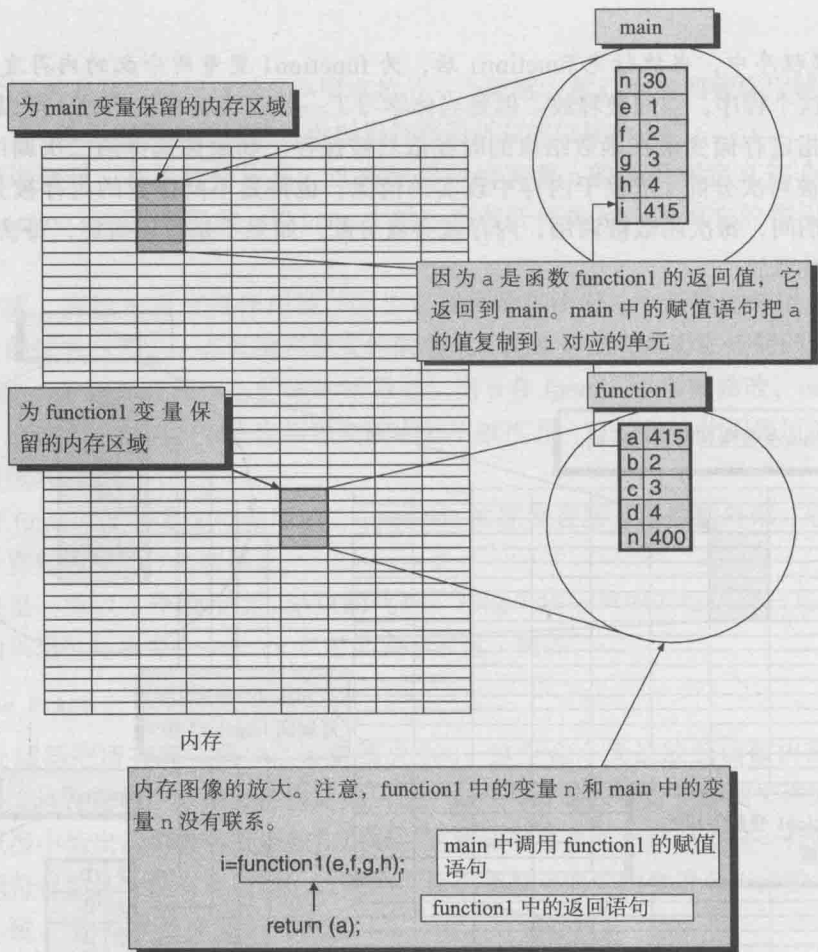 main
为 main 变量保留的内存区域
n 30
e 1
f 2
g 3
h 4
i 415
因为 a 是函数 function1 的返回值，它
返回到 main。main 中的赋值语句把 a
的值复制到 i 对应的单元
function1
为 function1 变量保
留的内存区域
a 415
b 2
c 3
d 4
n 400
内存
内存图像的放大。注意，function1 中的变量 n 和 main 中的变
量 n 没有联系。
i=function1(e,f,g,h);
main 中调用 function1 的赋值
语句
return (a);
function1 中的返回语句